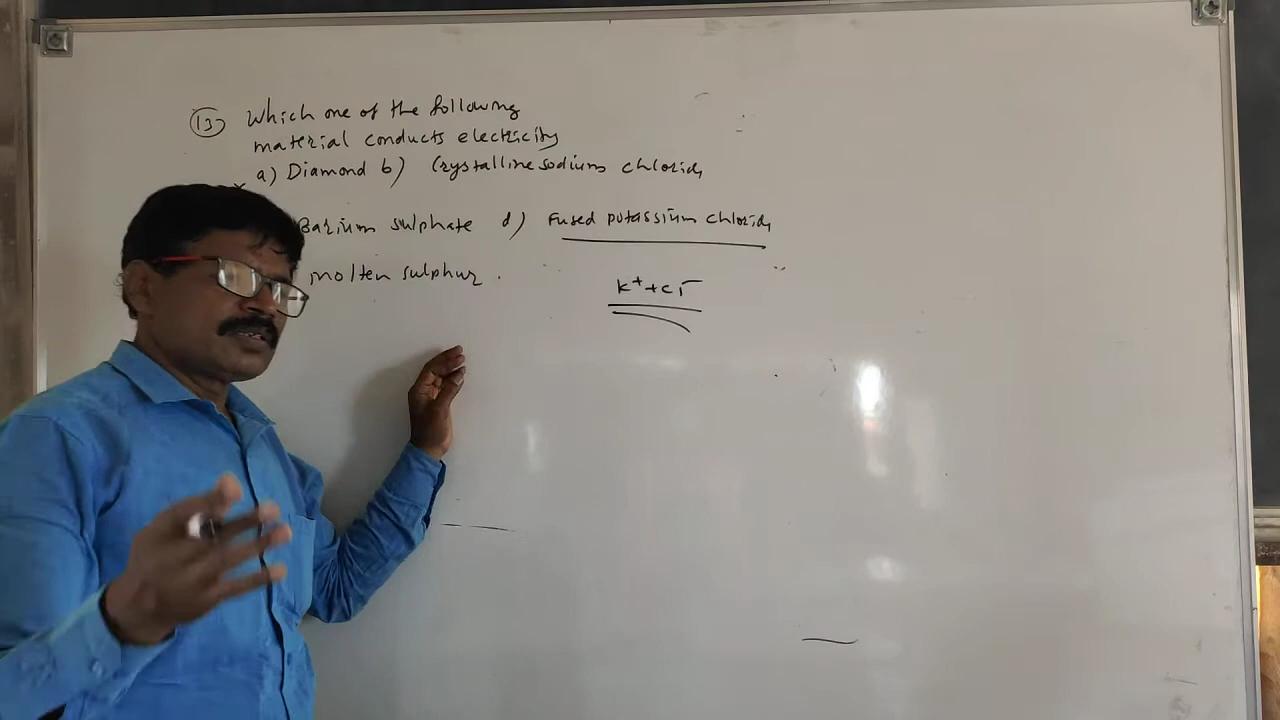 13 Which one of the following
material conducts electricity
a) Diamond b) Crystalline sodium chloride
Barium sulphate d) Fused potassium chloride
molten sulphur.
K⁺+Cl⁻